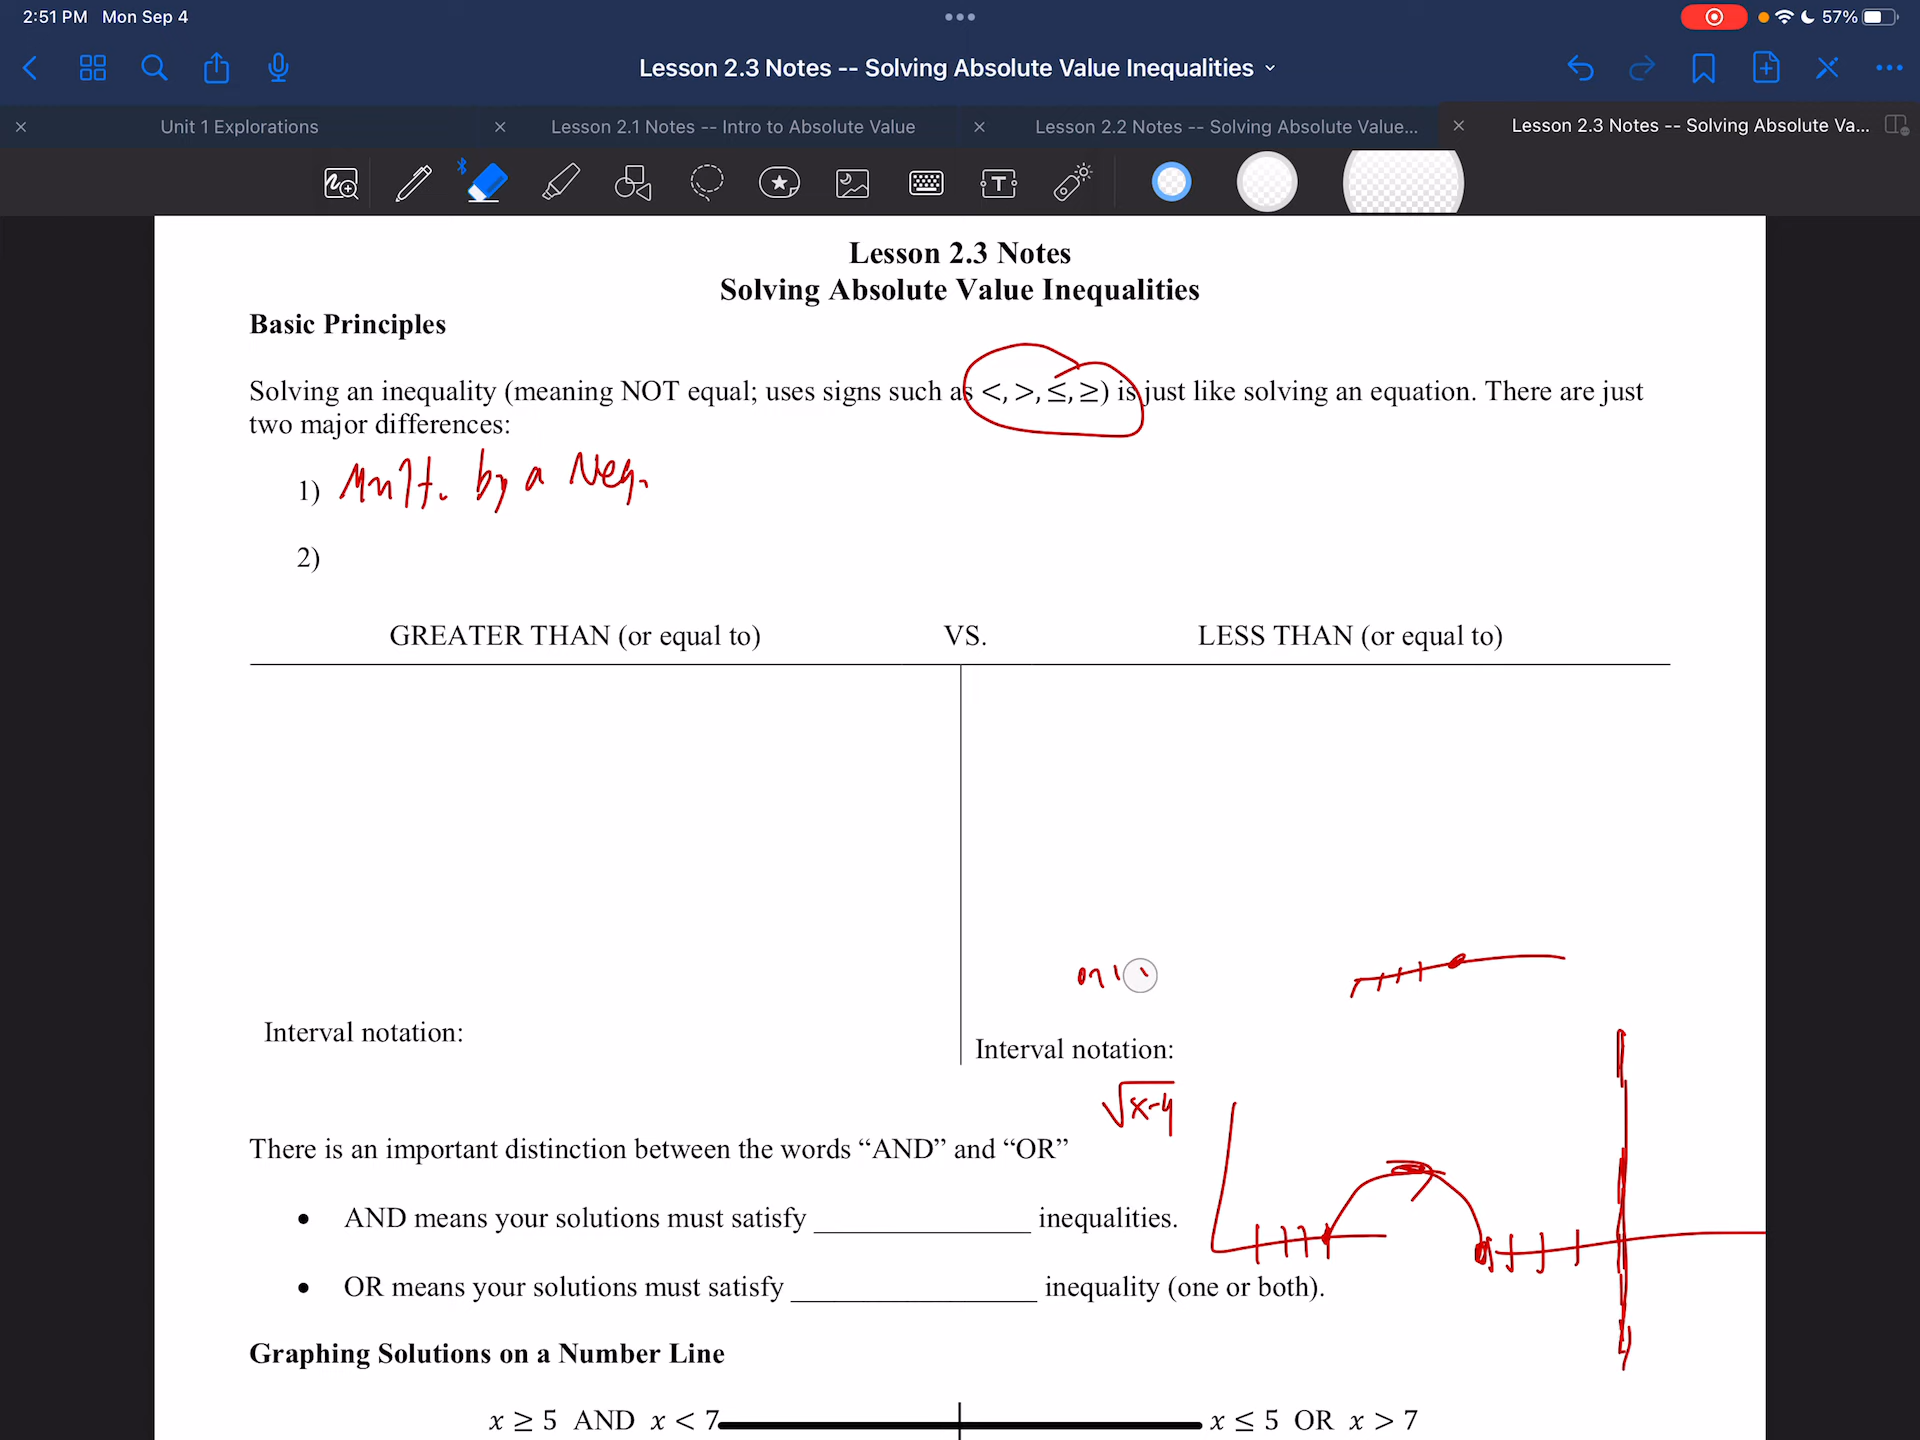 2:51 PM Mon Sep 4
57%
Lesson 2.3 Notes -- Solving Absolute Value Inequalities
Unit 1 Explorations
Lesson 2.1 Notes -- Intro to Absolute Value
Lesson 2.2 Notes -- Solving Absolute Value...
Lesson 2.3 Notes -- Solving Absolute Va...
Lesson 2.3 Notes
Solving Absolute Value Inequalities
Basic Principles
Solving an inequality (meaning NOT equal; uses signs such as <, >, ≤, ≥) is just like solving an equation. There are just
two major differences:
1) Mult. by a Neg.
2)
GREATER THAN (or equal to) VS. LESS THAN (or equal to)
Interval notation:
Interval notation:
√x-4
There is an important distinction between the words “AND” and “OR”
• AND means your solutions must satisfy ________________ inequalities.
• OR means your solutions must satisfy __________________ inequality (one or both).
Graphing Solutions on a Number Line
x ≥ 5 AND x < 7 x ≤ 5 OR x > 7